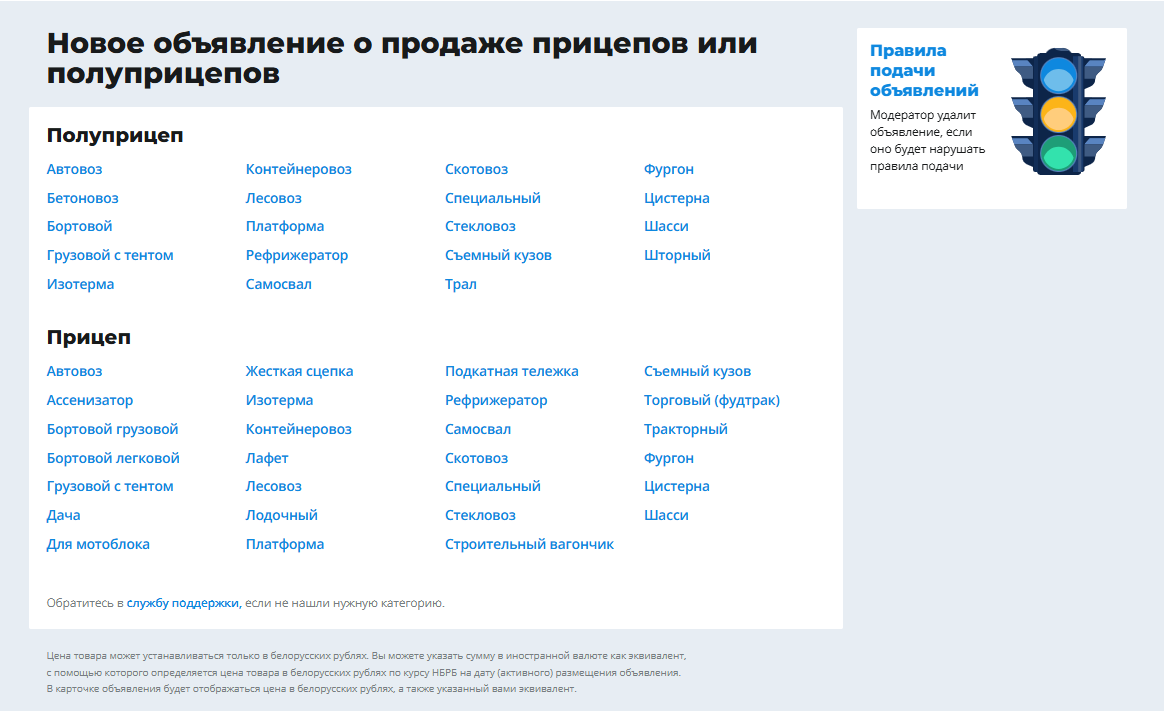 Новое объявление о продаже прицепов или
полуприцепов
Полуприцеп
Автовоз
Бетоновоз
Бортовой
Грузовой с тентом
Изотерма
Контейнеровоз
Лесовоз
Платформа
Рефрижератор
Самосвал
Скотовоз
Специальный
Стекловоз
Съемный кузов
Трал
Фургон
Цистерна
Шасси
Шторный
Прицеп
Автовоз
Ассенизатор
Бортовой грузовой
Бортовой легковой
Грузовой с тентом
Дача
Для мотоблока
Жесткая сцепка
Изотерма
Контейнеровоз
Лафет
Лесовоз
Лодочный
Платформа
Подкатная тележка
Рефрижератор
Самосвал
Скотовоз
Специальный
Стекловоз
Строительный вагончик
Съемный кузов
Торговый (фудтрак)
Тракторный
Фургон
Цистерна
Шасси
Обратитесь в службу поддержки, если не нашли нужную категорию.
Цена товара может устанавливаться только в белорусских рублях. Вы можете указать сумму в иностранной валюте как эквивалент,
с помощью которого определяется цена товара в белорусских рублях по курсу НБРБ на дату (активного) размещения объявления.
В карточке объявления будет отображаться цена в белорусских рублях, а также указанный вами эквивалент.
Правила
подачи
объявлений
Модератор удалит
объявление, если
оно будет нарушать
правила подачи